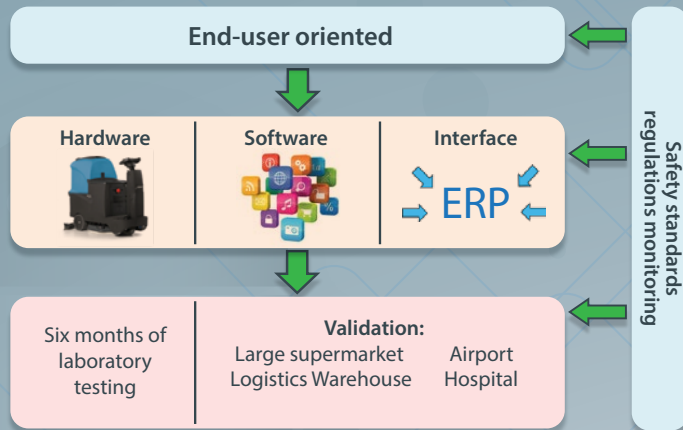 End-user oriented
Hardware
Software
Interface
ERP
Six months of
laboratory
testing
Validation:
Large supermarket Airport
Logistics Warehouse Hospital
Safety standards
regulations monitoring